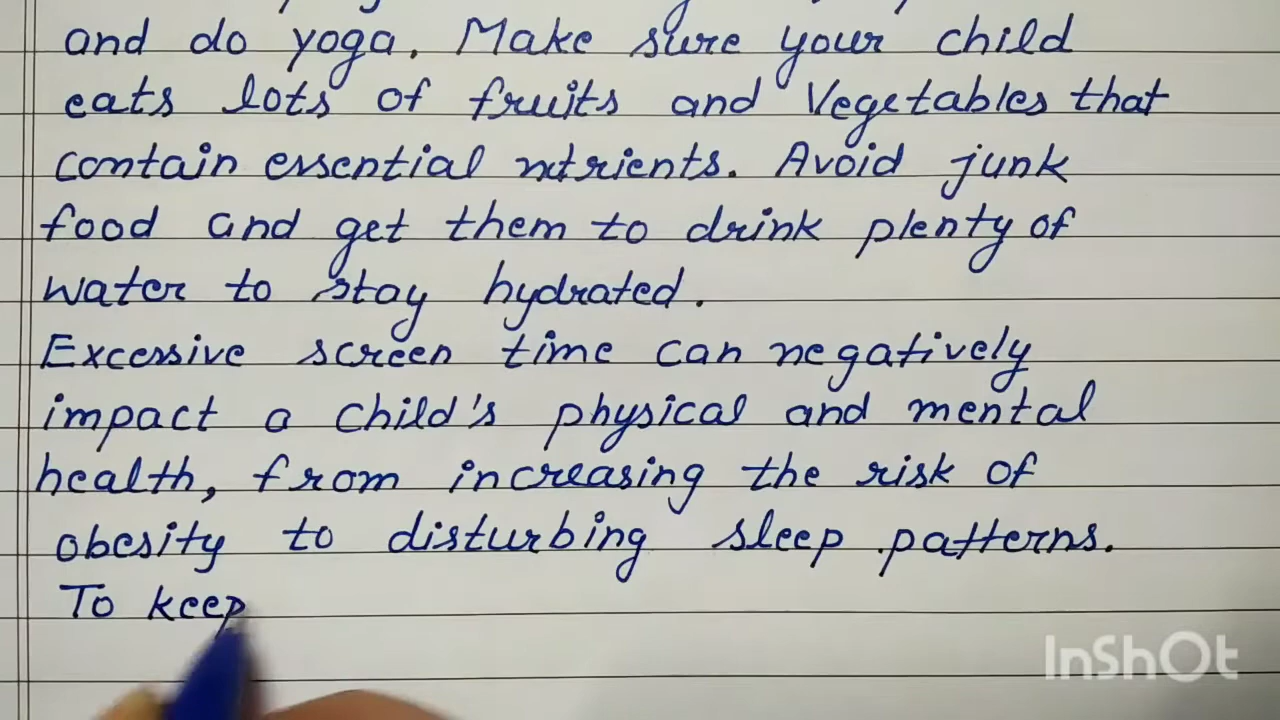 and do yoga. Make sure your child
eats lots of fruits and Vegetables that
contain essential ntrients. Avoid junk
food and get them to drink plenty of
water to stay hydrated.
Excessive screen time can negatively
impact a child's physical and mental
health, from increasing the risk of
obesity to disturbing sleep patterns.
To keep
InShOt